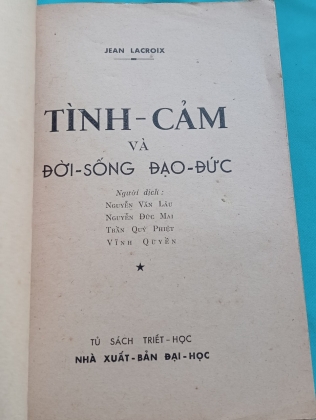 JEAN LACROIX
TÌNH-CẢM
VÀ
ĐỜI-SỐNG ĐẠO-ĐỨC
Người dịch:
NGUYỄN VĂN LÂU
NGUYỄN ĐỨC MAI
TRẦN QUÝ PHIỆT
VĨNH QUYỀN
TỦ SÁCH TRIẾT-HỌC
NHÀ XUẤT-BẢN ĐẠI-HỌC